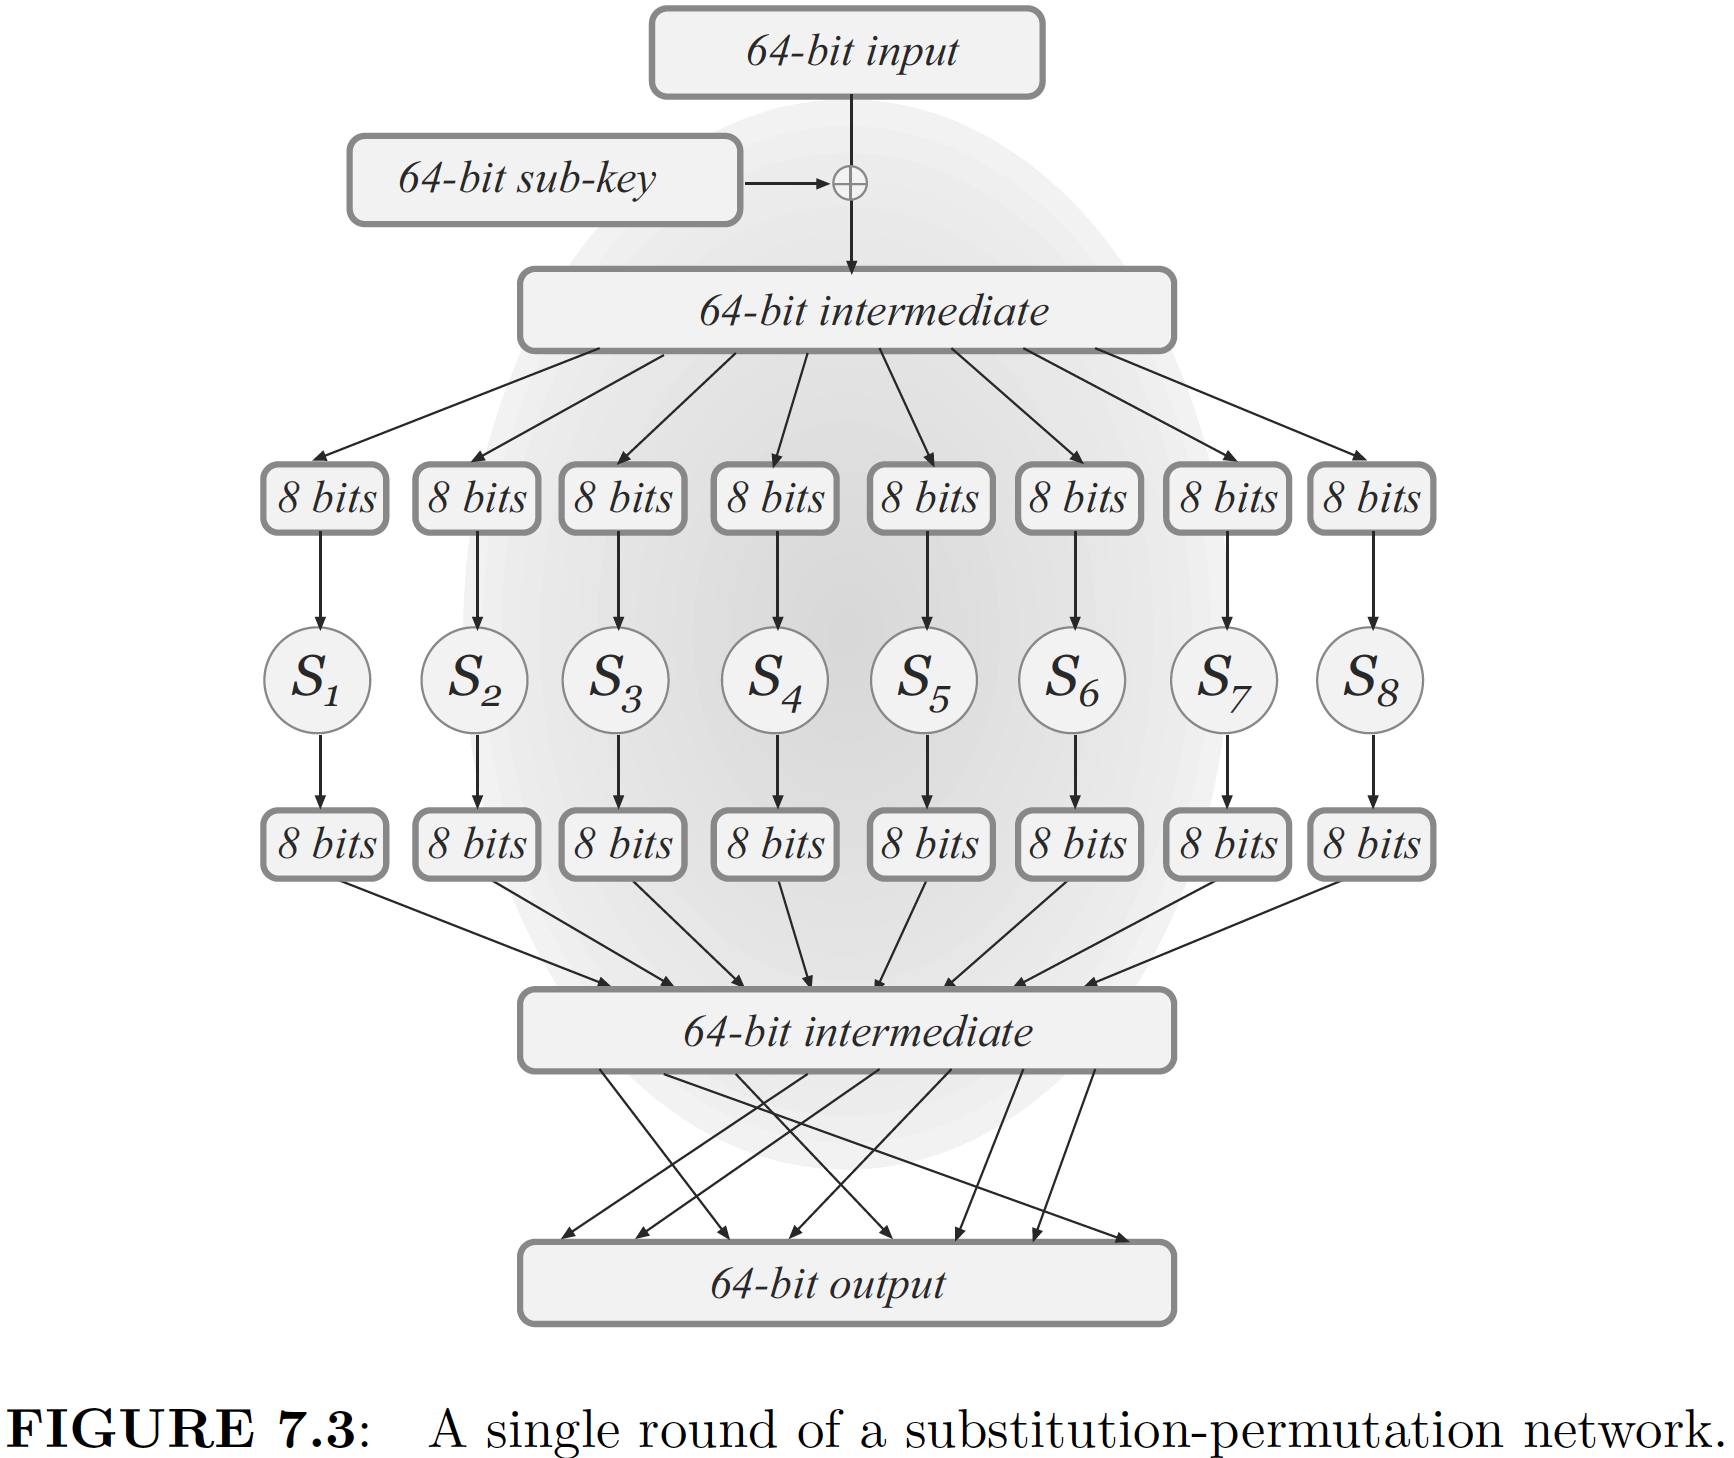 64-bit input
64-bit sub-key
64-bit intermediate
8 bits 8 bits 8 bits 8 bits 8 bits 8 bits 8 bits 8 bits
S1 S2 S3 S4 S5 S6 S7 S8
8 bits 8 bits 8 bits 8 bits 8 bits 8 bits 8 bits 8 bits
64-bit intermediate
64-bit output
FIGURE 7.3: A single round of a substitution-permutation network.